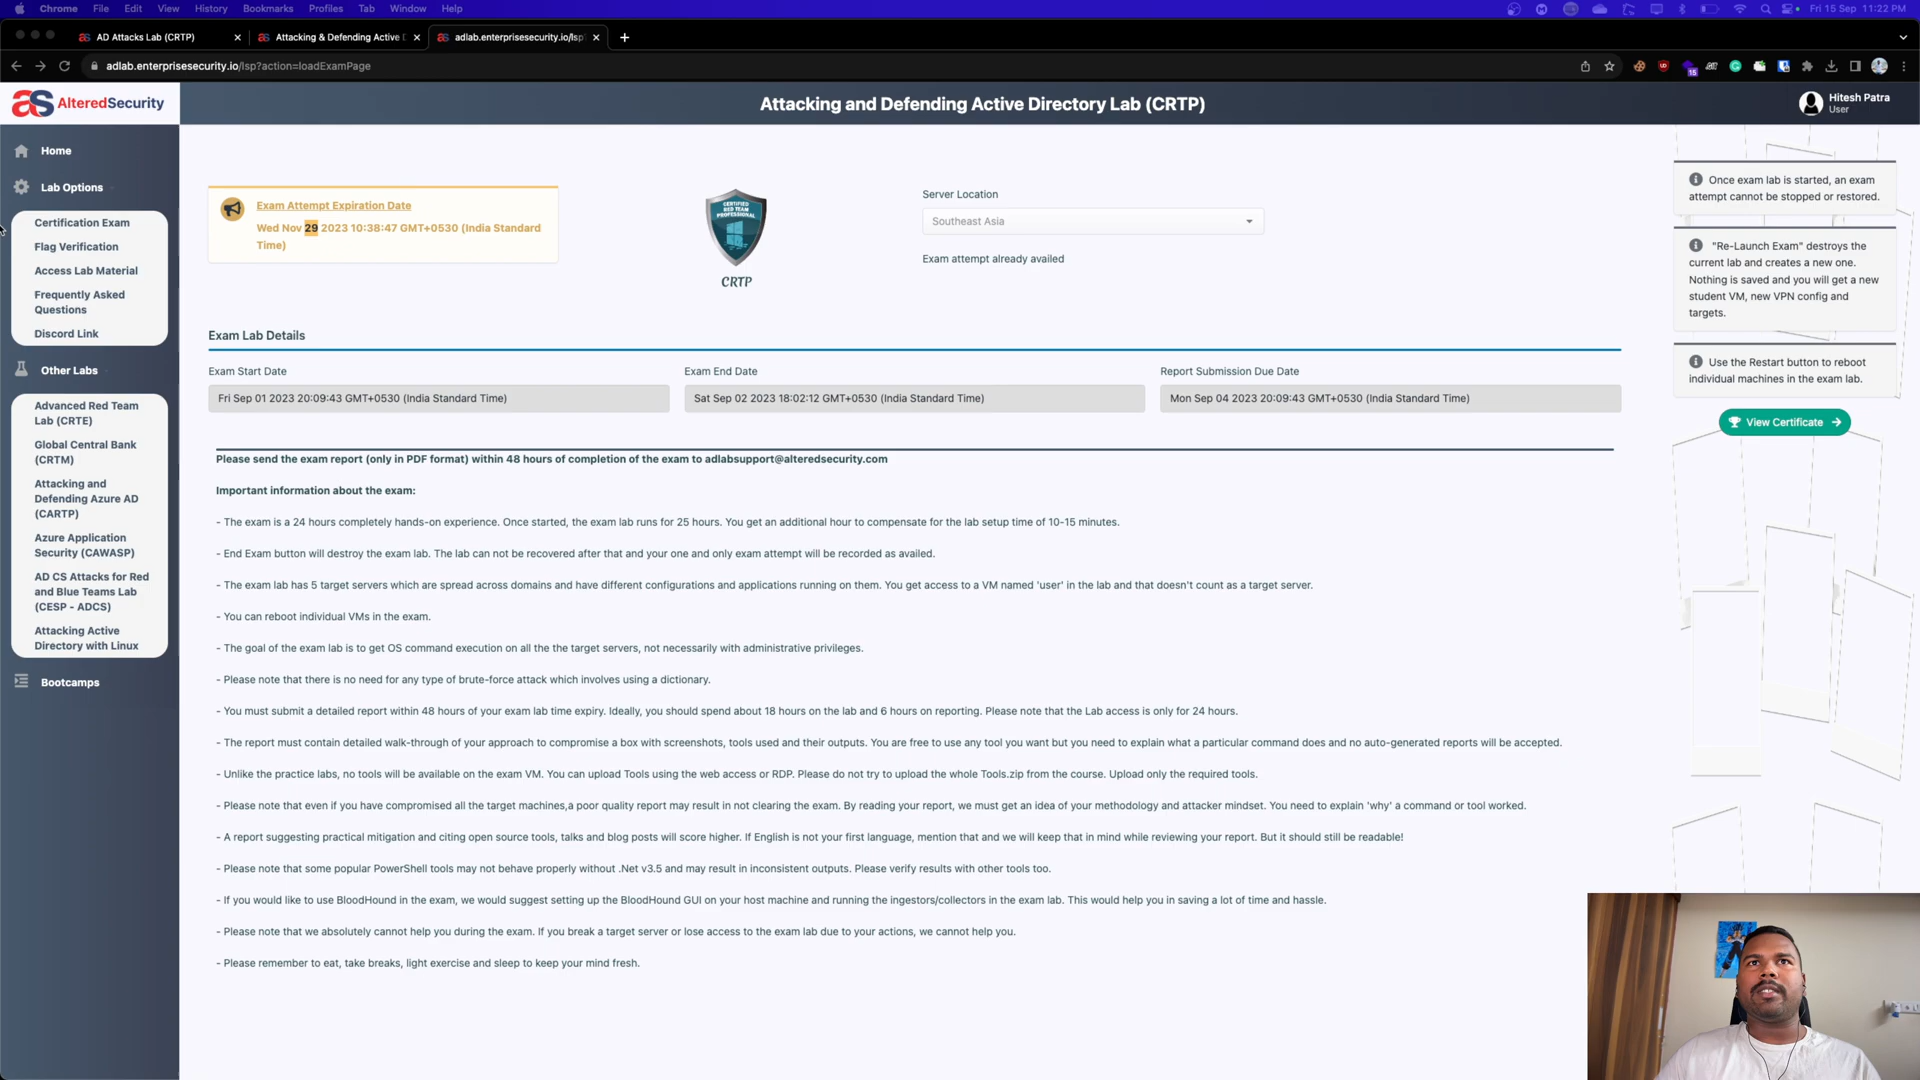 Chrome File Edit View History Bookmarks Profiles Tab Window Help Fri 15 Sep 11:22 PM
AD Attacks Lab (CRTP) Attacking & Defending Active D adlab.enterprisesecurity.io/lsp?
adlab.enterprisesecurity.io/lsp?action=loadExamPage
15
as AlteredSecurity
Attacking and Defending Active Directory Lab (CRTP)
Hitesh Patra
User
Home
Lab Options
Certification Exam
Flag Verification
Access Lab Material
Frequently Asked
Questions
Discord Link
Other Labs
Advanced Red Team
Lab (CRTE)
Global Central Bank
(CRTM)
Attacking and
Defending Azure AD
(CARTP)
Azure Application
Security (CAWASP)
AD CS Attacks for Red
and Blue Teams Lab
(CESP - ADCS)
Attacking Active
Directory with Linux
Bootcamps
Exam Attempt Expiration Date
Wed Nov 29 2023 10:38:47 GMT+0530 (India Standard
Time)
CERTIFIED
RED TEAM
PROFESSIONAL
CRTP
Server Location
Southeast Asia
Exam attempt already availed
Exam Lab Details
Exam Start Date
Fri Sep 01 2023 20:09:43 GMT+0530 (India Standard Time)
Exam End Date
Sat Sep 02 2023 18:02:12 GMT+0530 (India Standard Time)
Report Submission Due Date
Mon Sep 04 2023 20:09:43 GMT+0530 (India Standard Time)
Please send the exam report (only in PDF format) within 48 hours of completion of the exam to adlabsupport@alteredsecurity.com
Important information about the exam:
- The exam is a 24 hours completely hands-on experience. Once started, the exam lab runs for 25 hours. You get an additional hour to compensate for the lab setup time of 10-15 minutes.
- End Exam button will destroy the exam lab. The lab can not be recovered after that and your one and only exam attempt will be recorded as availed.
- The exam lab has 5 target servers which are spread across domains and have different configurations and applications running on them. You get access to a VM named 'user' in the lab and that doesn't count as a target server.
- You can reboot individual VMs in the exam.
- The goal of the exam lab is to get OS command execution on all the the target servers, not necessarily with administrative privileges.
- Please note that there is no need for any type of brute-force attack which involves using a dictionary.
- You must submit a detailed report within 48 hours of your exam lab time expiry. Ideally, you should spend about 18 hours on the lab and 6 hours on reporting. Please note that the Lab access is only for 24 hours.
- The report must contain detailed walk-through of your approach to compromise a box with screenshots, tools used and their outputs. You are free to use any tool you want but you need to explain what a particular command does and no auto-generated reports will be accepted.
- Unlike the practice labs, no tools will be available on the exam VM. You can upload Tools using the web access or RDP. Please do not try to upload the whole Tools.zip from the course. Upload only the required tools.
- Please note that even if you have compromised all the target machines,a poor quality report may result in not clearing the exam. By reading your report, we must get an idea of your methodology and attacker mindset. You need to explain 'why' a command or tool worked.
- A report suggesting practical mitigation and citing open source tools, talks and blog posts will score higher. If English is not your first language, mention that and we will keep that in mind while reviewing your report. But it should still be readable!
- Please note that some popular PowerShell tools may not behave properly without .Net v3.5 and may result in inconsistent outputs. Please verify results with other tools too.
- If you would like to use BloodHound in the exam, we would suggest setting up the BloodHound GUI on your host machine and running the ingestors/collectors in the exam lab. This would help you in saving a lot of time and hassle.
- Please note that we absolutely cannot help you during the exam. If you break a target server or lose access to the exam lab due to your actions, we cannot help you.
- Please remember to eat, take breaks, light exercise and sleep to keep your mind fresh.
Once exam lab is started, an exam
attempt cannot be stopped or restored.
"Re-Launch Exam" destroys the
current lab and creates a new one.
Nothing is saved and you will get a new
student VM, new VPN config and
targets.
Use the Restart button to reboot
individual machines in the exam lab.
View Certificate